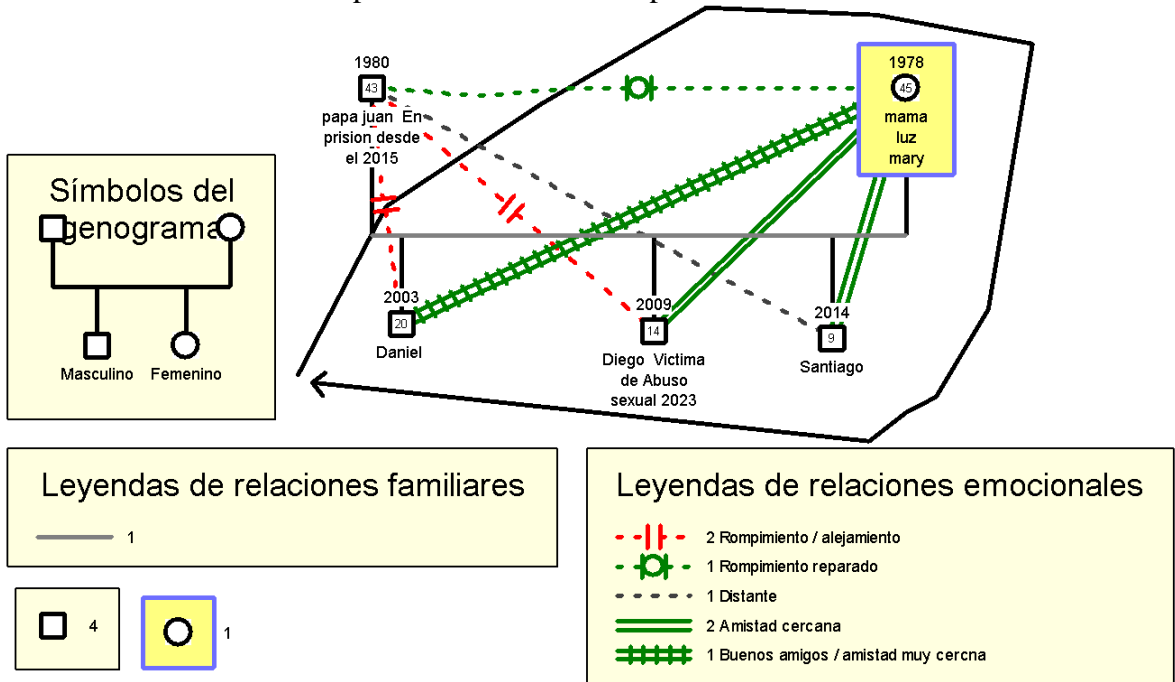 1980
43
papa juan En
prision desde
el 2015
1978
45
mama
luz
mary
2003
20
Daniel
2009
14
Diego Victima
de Abuso
sexual 2023
2014
9
Santiago
Símbolos del
genograma
Masculino Femenino
Leyendas de relaciones familiares
1
4
1
Leyendas de relaciones emocionales
2 Rompimiento / alejamiento
1 Rompimiento reparado
1 Distante
2 Amistad cercana
1 Buenos amigos / amistad muy cercna